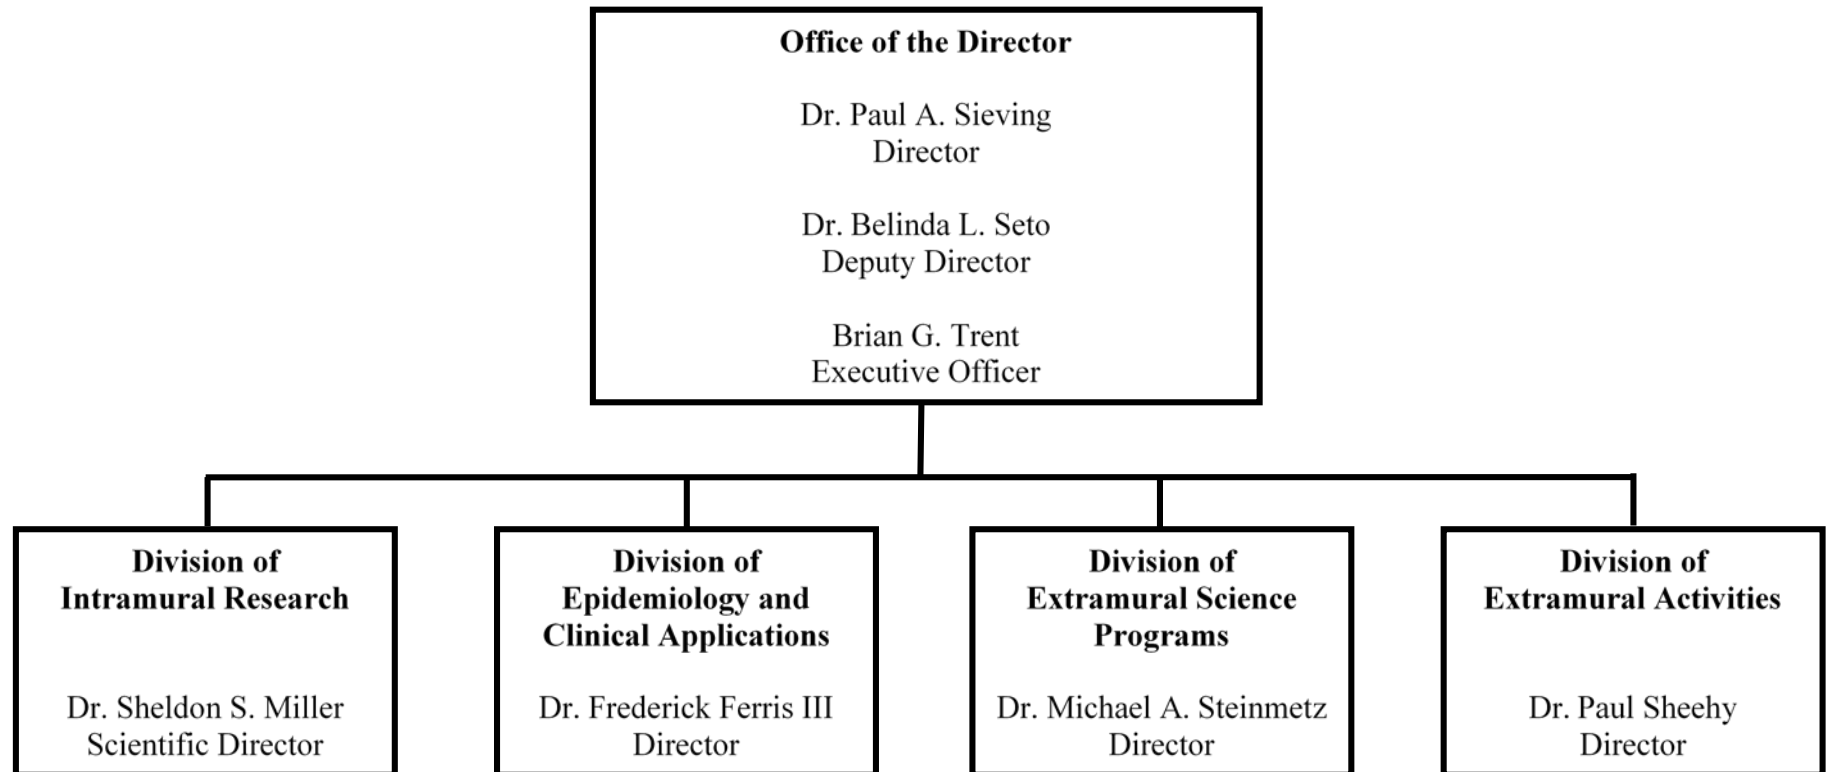 Office of the Director
Dr. Paul A. Sieving
Director
Dr. Belinda L. Seto
Deputy Director
Brian G. Trent
Executive Officer
Division of
Intramural Research
Dr. Sheldon S. Miller
Scientific Director
Division of
Epidemiology and
Clinical Applications
Dr. Frederick Ferris III
Director
Division of
Extramural Science
Programs
Dr. Michael A. Steinmetz
Director
Division of
Extramural Activities
Dr. Paul Sheehy
Director